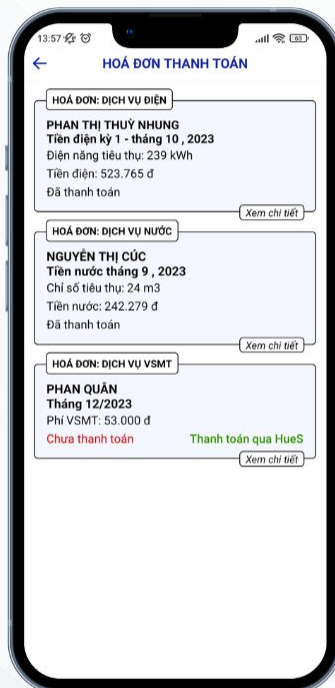 13:57
63
HOÁ ĐƠN THANH TOÁN
HOÁ ĐƠN: DỊCH VỤ ĐIỆN
PHAN THỊ THUỲ NHUNG
Tiền điện kỳ 1 - tháng 10 , 2023
Điện năng tiêu thụ: 239 kWh
Tiền điện: 523.765 đ
Đã thanh toán
Xem chi tiết
HOÁ ĐƠN: DỊCH VỤ NƯỚC
NGUYỄN THỊ CÚC
Tiền nước tháng 9 , 2023
Chỉ số tiêu thụ: 24 m3
Tiền nước: 242.279 đ
Đã thanh toán
Xem chi tiết
HOÁ ĐƠN: DỊCH VỤ VSMT
PHAN QUÂN
Tháng 12/2023
Phí VSMT: 53.000 đ
Chưa thanh toán Thanh toán qua HueS
Xem chi tiết